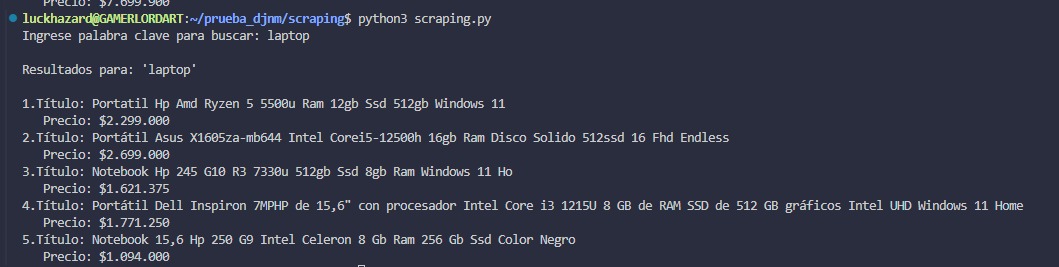 Precio: $7.699.900
luckhazard@GAMERLORDART:~/prueba_djnm/scraping$ python3 scraping.py
Ingrese palabra clave para buscar: laptop
Resultados para: 'laptop'
1.Título: Portatil Hp Amd Ryzen 5 5500u Ram 12gb Ssd 512gb Windows 11
Precio: $2.299.000
2.Título: Portátil Asus X1605za-mb644 Intel Corei5-12500h 16gb Ram Disco Solido 512ssd 16 Fhd Endless
Precio: $2.699.000
3.Título: Notebook Hp 245 G10 R3 7330u 512gb Ssd 8gb Ram Windows 11 Ho
Precio: $1.621.375
4.Título: Portátil Dell Inspiron 7MPHP de 15,6" con procesador Intel Core i3 1215U 8 GB de RAM SSD de 512 GB gráficos Intel UHD Windows 11 Home
Precio: $1.771.250
5.Título: Notebook 15,6 Hp 250 G9 Intel Celeron 8 Gb Ram 256 Gb Ssd Color Negro
Precio: $1.094.000